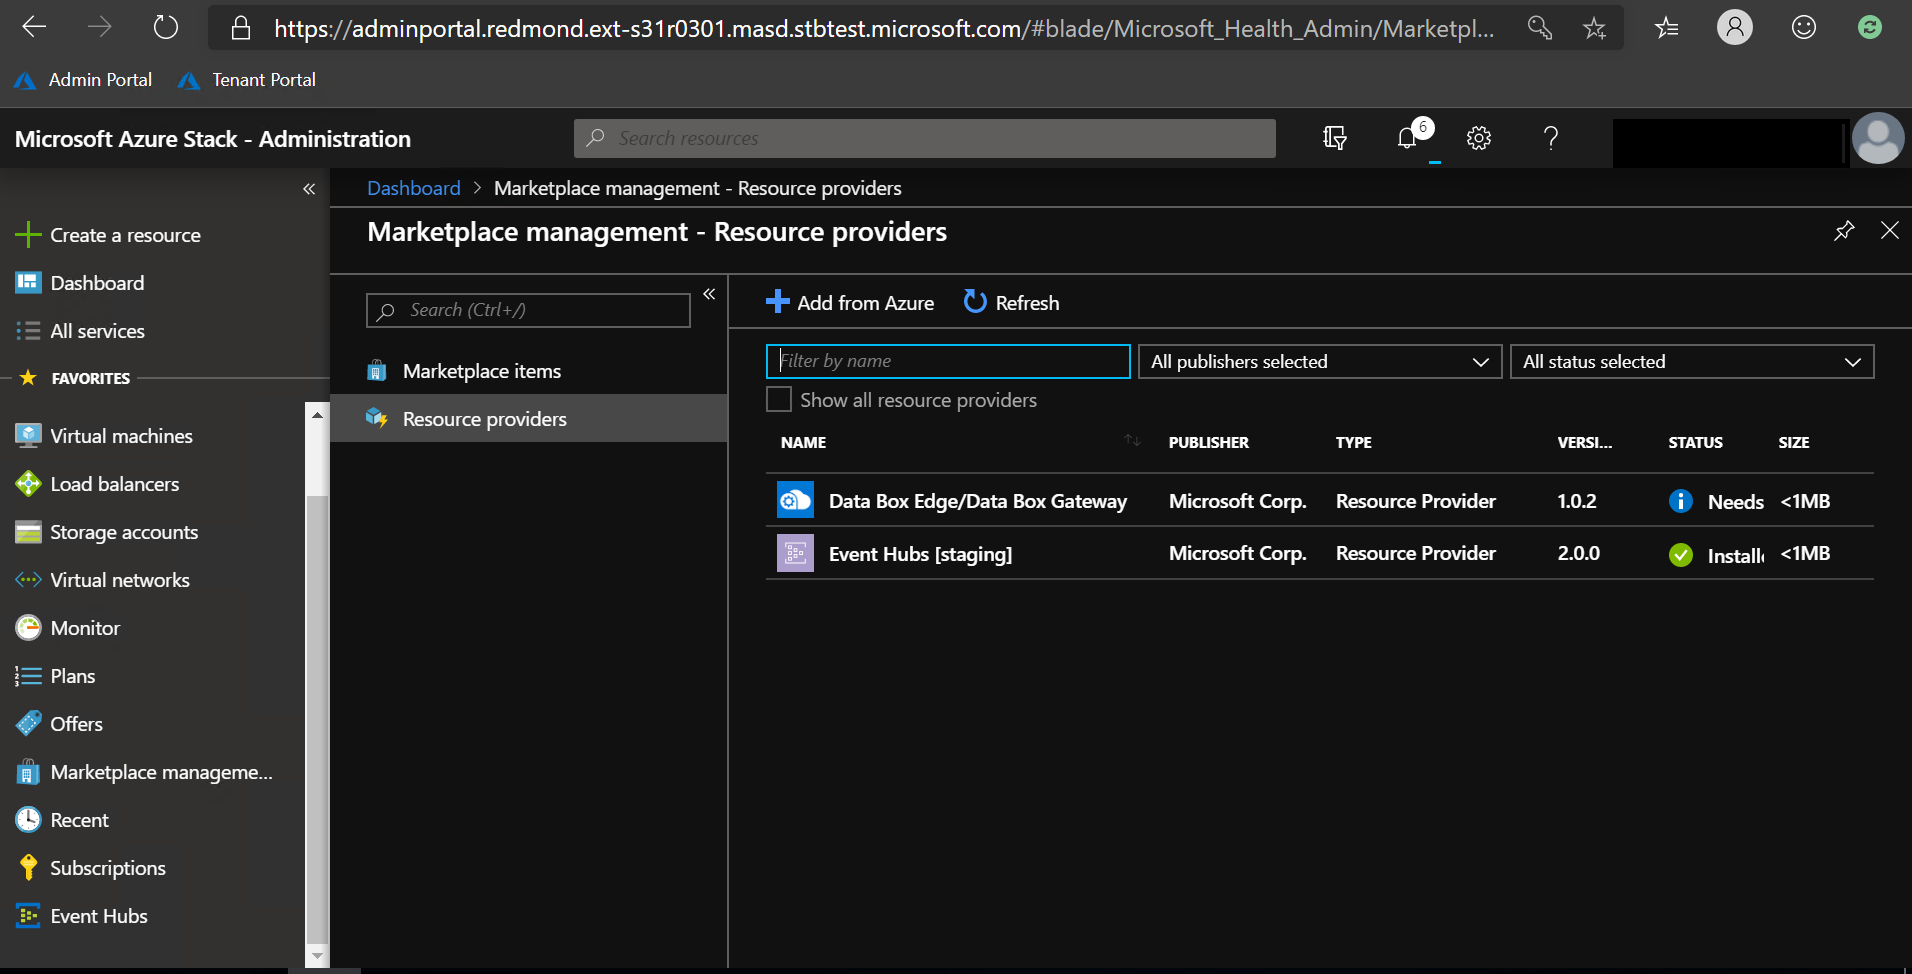 https://adminportal.redmond.ext-s31r0301.masd.stbtest.microsoft.com/#blade/Microsoft_Health_Admin/Marketpl...
Admin Portal
Tenant Portal
Microsoft Azure Stack - Administration
Search resources
6
?
Dashboard > Marketplace management - Resource providers
Marketplace management - Resource providers
Create a resource
Dashboard
All services
FAVORITES
Virtual machines
Load balancers
Storage accounts
Virtual networks
Monitor
Plans
Offers
Marketplace manageme...
Recent
Subscriptions
Event Hubs
Search (Ctrl+/)
Marketplace items
Resource providers
Add from Azure
Refresh
Filter by name
All publishers selected
All status selected
Show all resource providers
NAME PUBLISHER TYPE VERSI... STATUS SIZE
Data Box Edge/Data Box Gateway Microsoft Corp. Resource Provider 1.0.2 Needs <1MB
Event Hubs [staging] Microsoft Corp. Resource Provider 2.0.0 Install <1MB